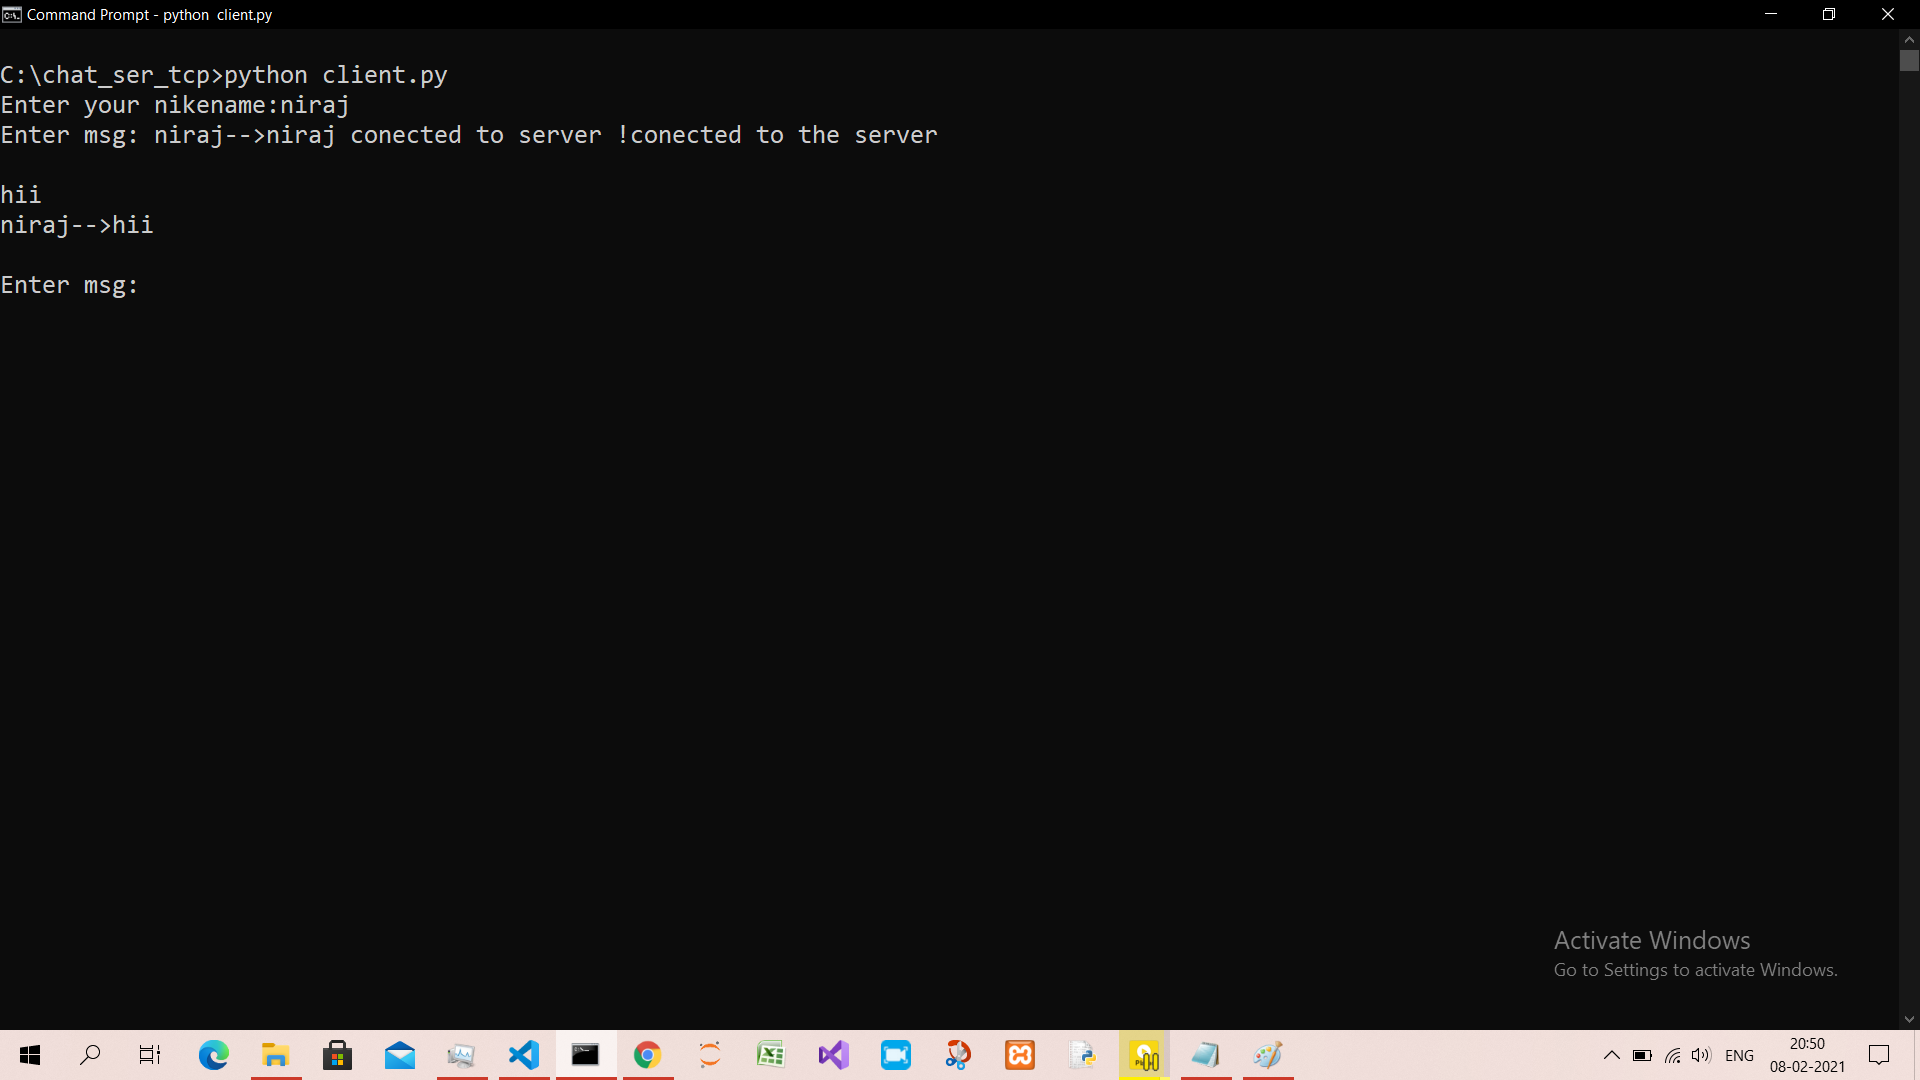 Command Prompt - python  client.py
C:\chat_ser_tcp>python client.py
Enter your nikename:niraj
Enter msg: niraj-->niraj conected to server !conected to the server
hii
niraj-->hii
Enter msg:
Activate Windows
Go to Settings to activate Windows.
ENG
20:50
08-02-2021